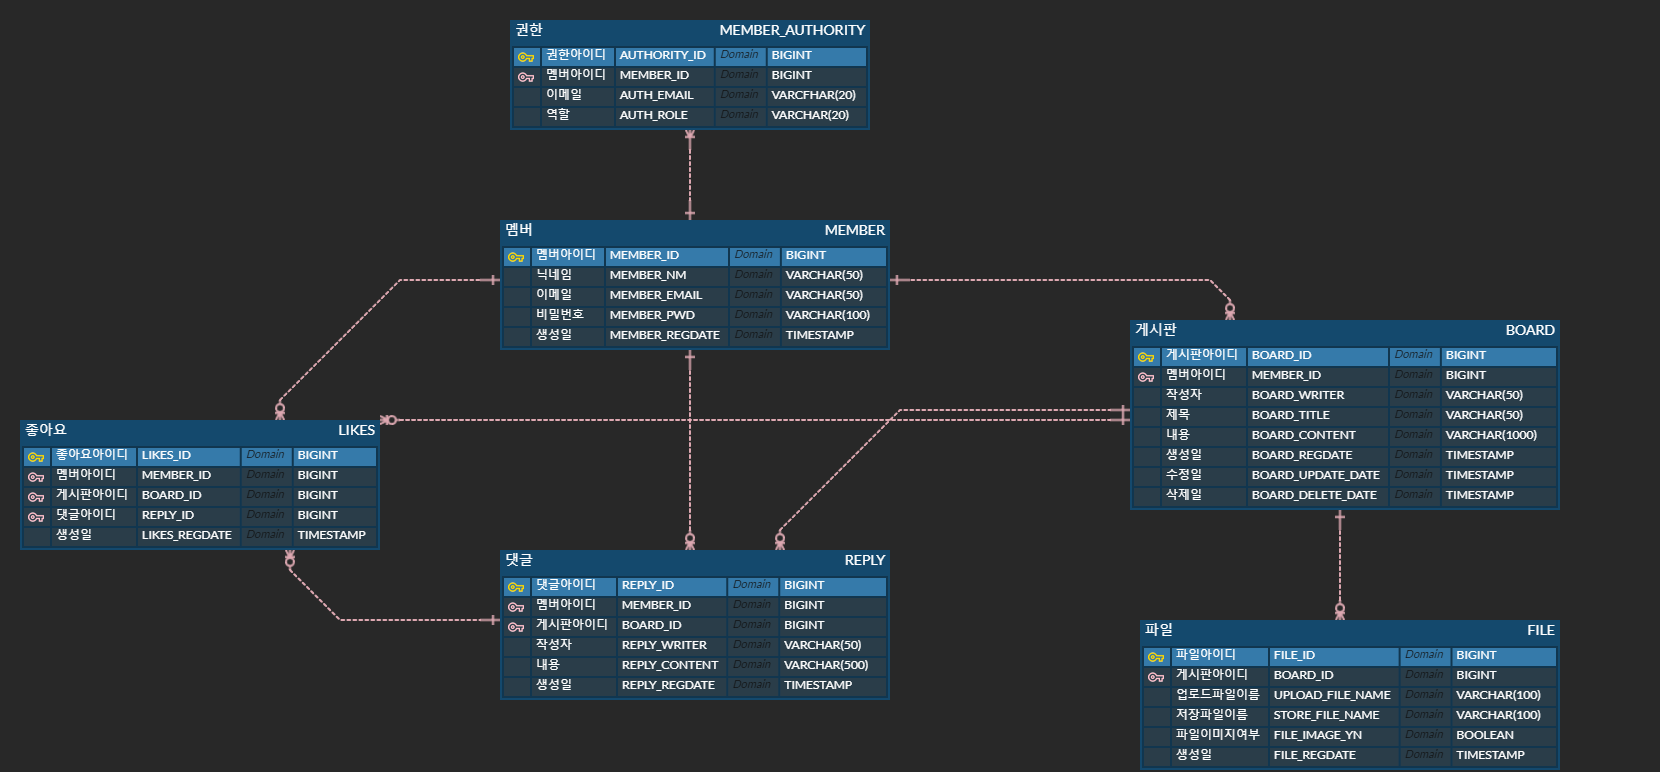 권한 MEMBER_AUTHORITY
권한아이디 AUTHORITY_ID Domain BIGINT
멤버아이디 MEMBER_ID Domain BIGINT
이메일 AUTH_EMAIL Domain VARCFHAR(20)
역할 AUTH_ROLE Domain VARCHAR(20)
멤버 MEMBER
멤버아이디 MEMBER_ID Domain BIGINT
닉네임 MEMBER_NM Domain VARCHAR(50)
이메일 MEMBER_EMAIL Domain VARCHAR(50)
비밀번호 MEMBER_PWD Domain VARCHAR(100)
생성일 MEMBER_REGDATE Domain TIMESTAMP
게시판 BOARD
게시판아이디 BOARD_ID Domain BIGINT
멤버아이디 MEMBER_ID Domain BIGINT
작성자 BOARD_WRITER Domain VARCHAR(50)
제목 BOARD_TITLE Domain VARCHAR(50)
내용 BOARD_CONTENT Domain VARCHAR(1000)
생성일 BOARD_REGDATE Domain TIMESTAMP
수정일 BOARD_UPDATE_DATE Domain TIMESTAMP
삭제일 BOARD_DELETE_DATE Domain TIMESTAMP
좋아요 LIKES
좋아요아이디 LIKES_ID Domain BIGINT
멤버아이디 MEMBER_ID Domain BIGINT
게시판아이디 BOARD_ID Domain BIGINT
댓글아이디 REPLY_ID Domain BIGINT
생성일 LIKES_REGDATE Domain TIMESTAMP
댓글 REPLY
댓글아이디 REPLY_ID Domain BIGINT
멤버아이디 MEMBER_ID Domain BIGINT
게시판아이디 BOARD_ID Domain BIGINT
작성자 REPLY_WRITER Domain VARCHAR(50)
내용 REPLY_CONTENT Domain VARCHAR(500)
생성일 REPLY_REGDATE Domain TIMESTAMP
파일 FILE
파일아이디 FILE_ID Domain BIGINT
게시판아이디 BOARD_ID Domain BIGINT
업로드파일이름 UPLOAD_FILE_NAME Domain VARCHAR(100)
저장파일이름 STORE_FILE_NAME Domain VARCHAR(100)
파일이미지여부 FILE_IMAGE_YN Domain BOOLEAN
생성일 FILE_REGDATE Domain TIMESTAMP